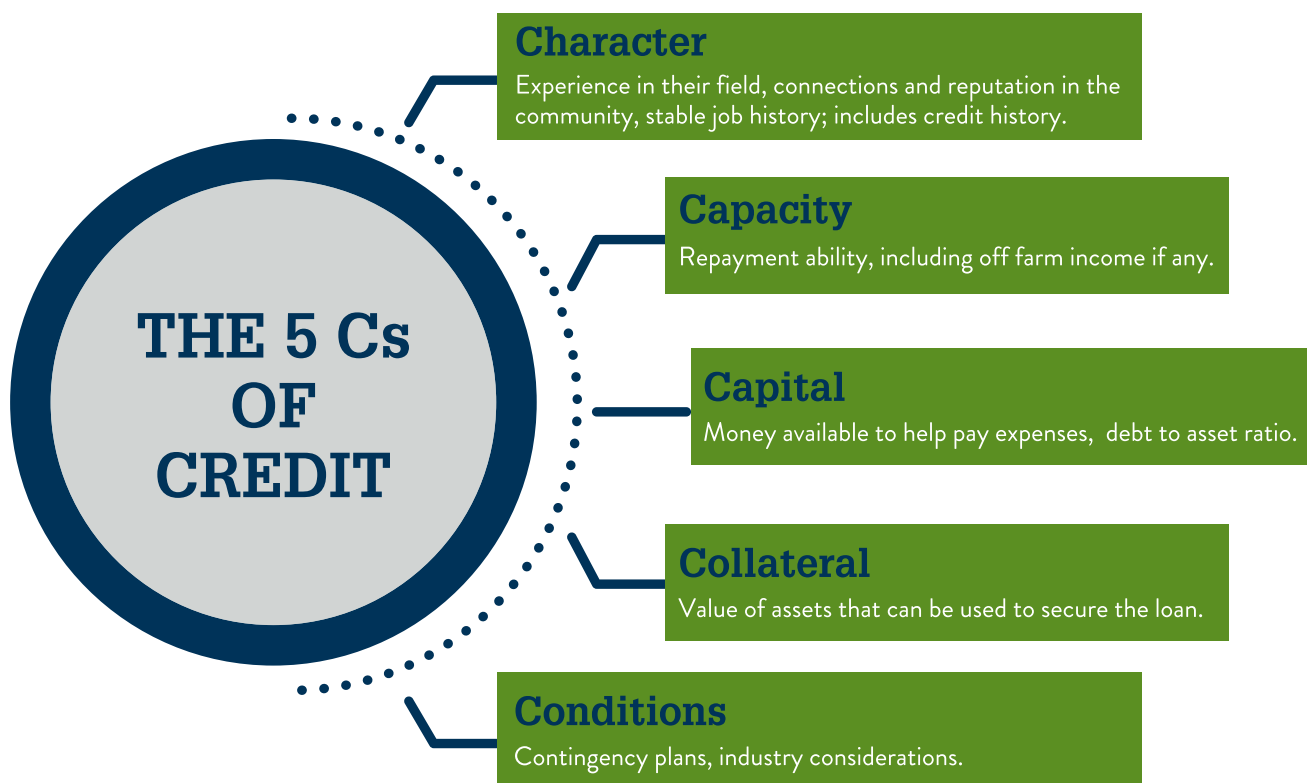 THE 5 Cs
OF
CREDIT
Character
Experience in their field, connections and reputation in the
community, stable job history; includes credit history.
Capacity
Repayment ability, including off farm income if any.
Capital
Money available to help pay expenses,  debt to asset ratio.
Collateral
Value of assets that can be used to secure the loan.
Conditions
Contingency plans, industry considerations.